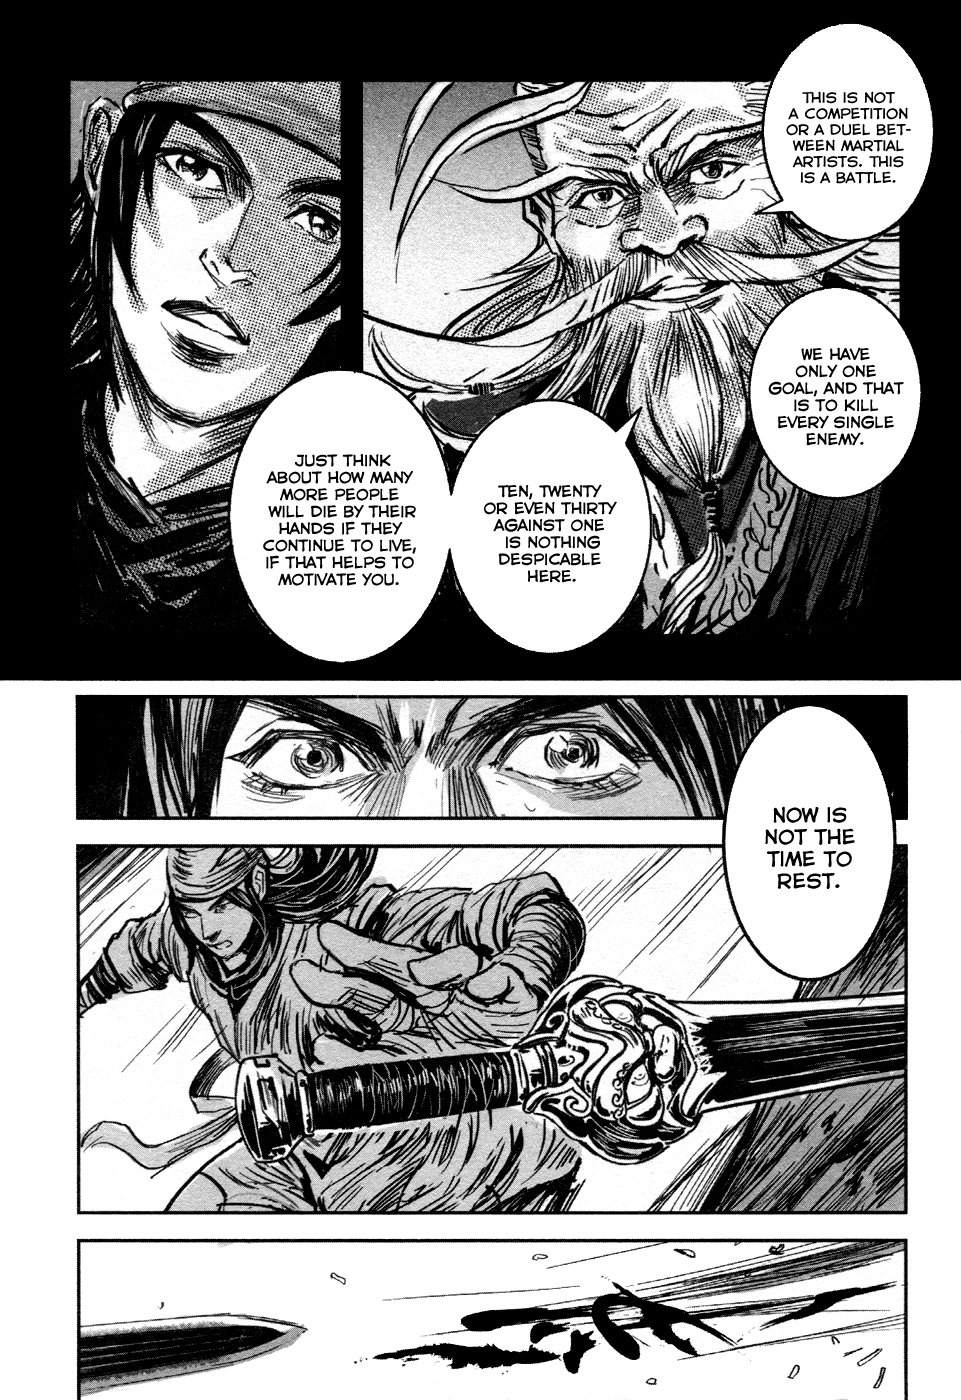 THIS IS NOT
A COMPETITION
OR A DUEL BET-
WEEN MARTIAL
ARTISTS. THIS
IS A BATTLE.
WE HAVE
ONLY ONE
GOAL, AND THAT
IS TO KILL
EVERY SINGLE
ENEMY.
TEN, TWENTY
OR EVEN THIRTY
AGAINST ONE
IS NOTHING
DESPICABLE
HERE.
JUST THINK
ABOUT HOW MANY
MORE PEOPLE
WILL DIE BY THEIR
HANDS IF THEY
CONTINUE TO LIVE,
IF THAT HELPS TO
MOTIVATE YOU.
NOW IS
NOT THE
TIME TO
REST.